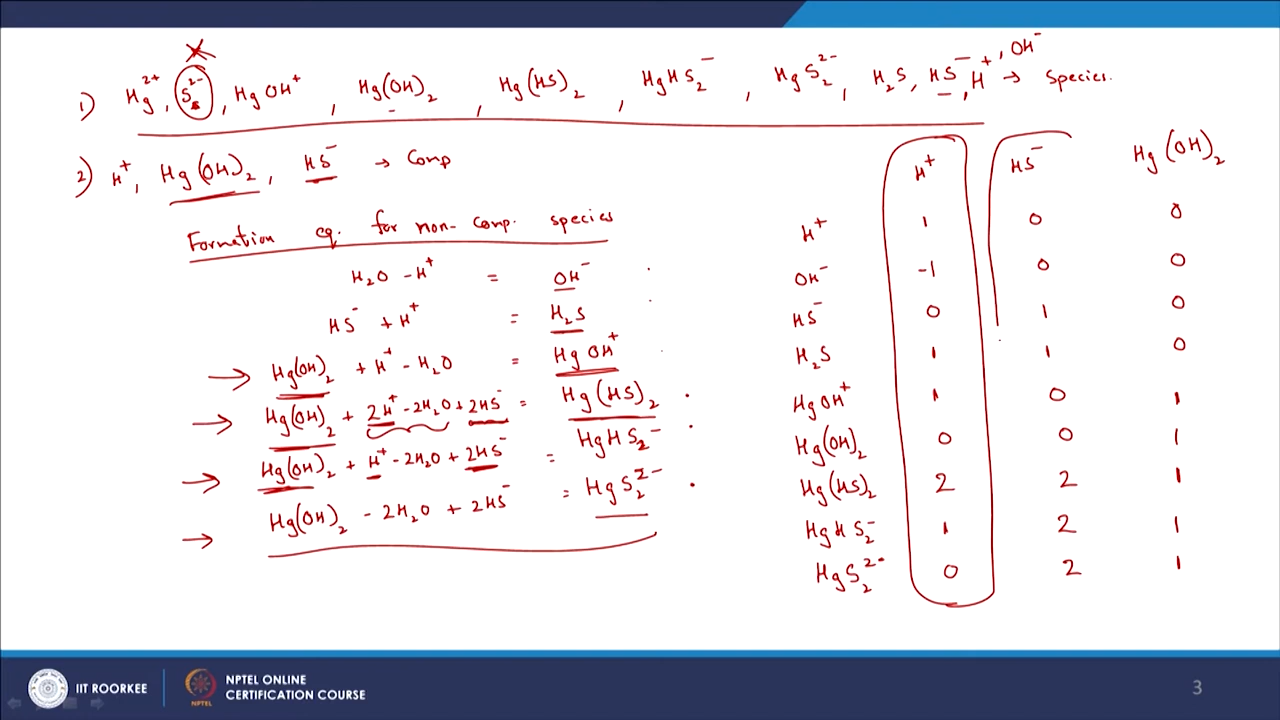 1) Hg²⁺, S²⁻, HgOH⁺, Hg(OH)₂, Hg(HS)₂, HgHS₂⁻, HgS₂²⁻, H₂S, HS⁻, H⁺, OH⁻ → Species.
2) H⁺, Hg(OH)₂, HS⁻ → Comp
Formation eq. for non-comp. species
H₂O - H⁺ = OH⁻
HS⁻ + H⁺ = H₂S
→ Hg(OH)₂ + H⁺ - H₂O = HgOH⁺
→ Hg(OH)₂ + 2H⁺ - 2H₂O + 2HS⁻ = Hg(HS)₂
→ Hg(OH)₂ + H⁺ - 2H₂O + 2HS⁻ = HgHS₂⁻
→ Hg(OH)₂ - 2H₂O + 2HS⁻ = HgS₂²⁻
H⁺ HS⁻ Hg(OH)₂
H⁺ 1 0 0
OH⁻ -1 0 0
HS⁻ 0 1 0
H₂S 1 1 0
HgOH⁺ 1 0 1
Hg(OH)₂ 0 0 1
Hg(HS)₂ 2 2 1
HgHS₂⁻ 1 2 1
HgS₂²⁻ 0 2 1
IIT ROORKEE
NPTEL
NPTEL ONLINE
CERTIFICATION COURSE
3